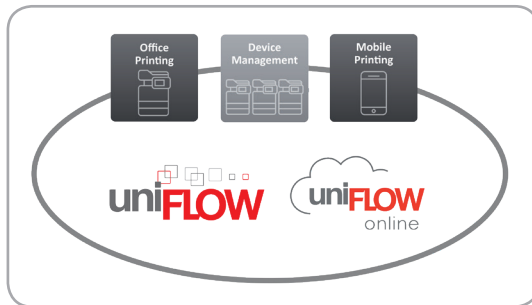 Office
Printing
Device
Management
Mobile
Printing
uniFLOW
uniFLOW
online